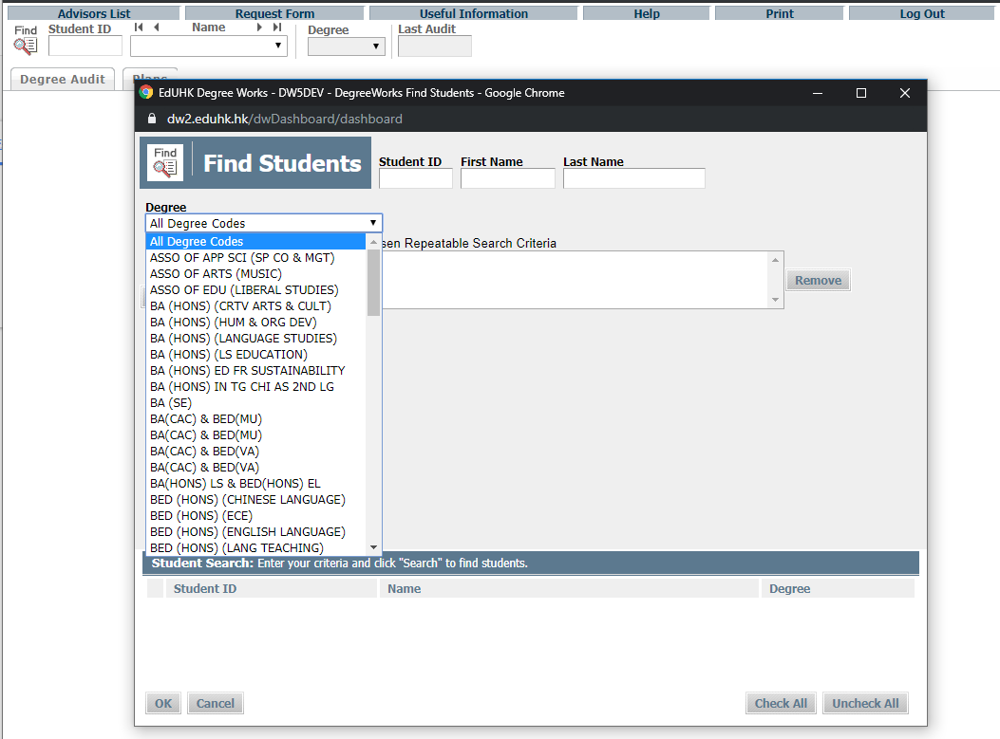 Advisors List Request Form Useful Information Help Print Log Out
Find Student ID Name Degree Last Audit
Degree Audit Plans
EdUHK Degree Works - DW5DEV - DegreeWorks Find Students - Google Chrome
dw2.eduhk.hk/dwDashboard/dashboard
Find
Find Students
Student ID First Name Last Name
Degree
All Degree Codes
All Degree Codes
sen Repeatable Search Criteria
ASSO OF APP SCI (SP CO & MGT)
ASSO OF ARTS (MUSIC)
Remove
ASSO OF EDU (LIBERAL STUDIES)
BA (HONS) (CRTV ARTS & CULT)
BA (HONS) (HUM & ORG DEV)
BA (HONS) (LANGUAGE STUDIES)
BA (HONS) (LS EDUCATION)
BA (HONS) ED FR SUSTAINABILITY
BA (HONS) IN TG CHI AS 2ND LG
BA (SE)
BA(CAC) & BED(MU)
BA(CAC) & BED(MU)
BA(CAC) & BED(VA)
BA(CAC) & BED(VA)
BA(HONS) LS & BED(HONS) EL
BED (HONS) (CHINESE LANGUAGE)
BED (HONS) (ECE)
BED (HONS) (ENGLISH LANGUAGE)
BED (HONS) (LANG TEACHING)
Student Search: Enter your criteria and click "Search" to find students.
Student ID Name Degree
OK Cancel Check All Uncheck All